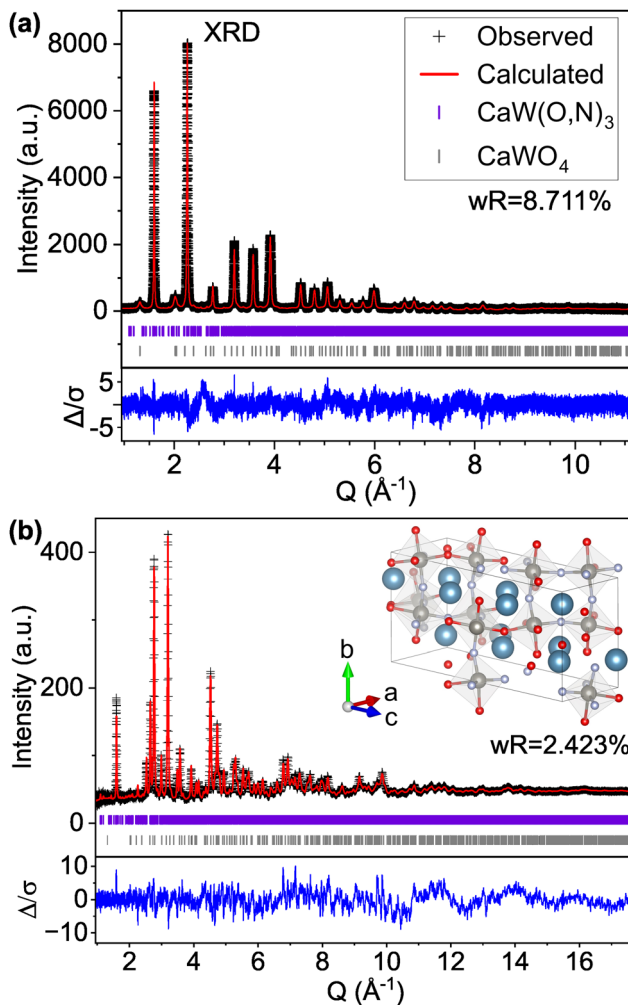 (a)
XRD
Observed
Calculated
CaW(O,N)₃
CaWO₄
wR=8.711%
Intensity (a.u.)
8000
6000
4000
2000
0
Δ/σ
5
0
-5
2
4
6
8
10
Q (Å⁻¹)
(b)
Intensity (a.u.)
400
200
0
b
a
c
wR=2.423%
Δ/σ
10
0
−10
2
4
6
8
10
12
14
16
Q (Å⁻¹)